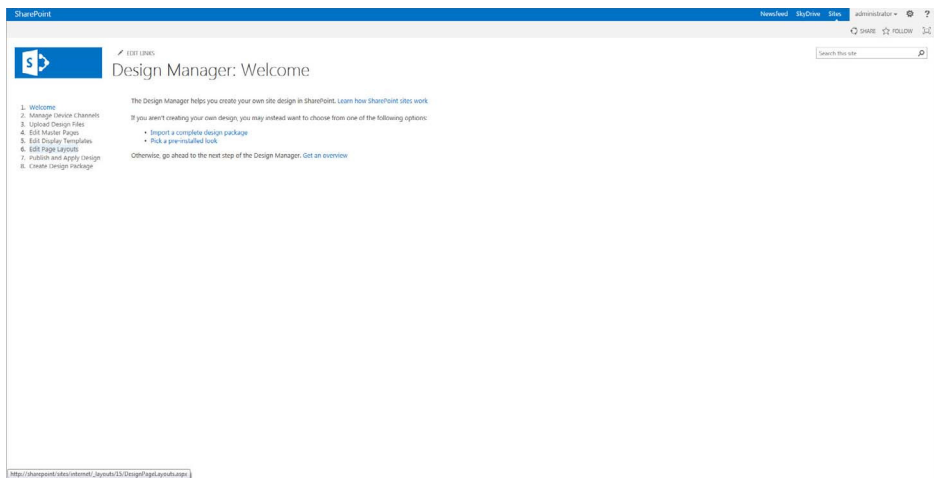 SharePoint
Newsfeed SkyDrive Sites administrator ?
SHARE FOLLOW
S
EDIT LINKS
Search this site
Design Manager: Welcome
1. Welcome
2. Manage Device Channels
3. Upload Design Files
4. Edit Master Pages
5. Edit Display Templates
6. Edit Page Layouts
7. Publish and Apply Design
8. Create Design Package
The Design Manager helps you create your own site design in SharePoint. Learn how SharePoint sites work
If you aren't creating your own design, you may instead want to choose from one of the following options:
• Import a complete design package
• Pick a pre-installed look
Otherwise, go ahead to the next step of the Design Manager. Get an overview
http://sharepoint/sites/internet/_layouts/15/DesignPageLayouts.aspx